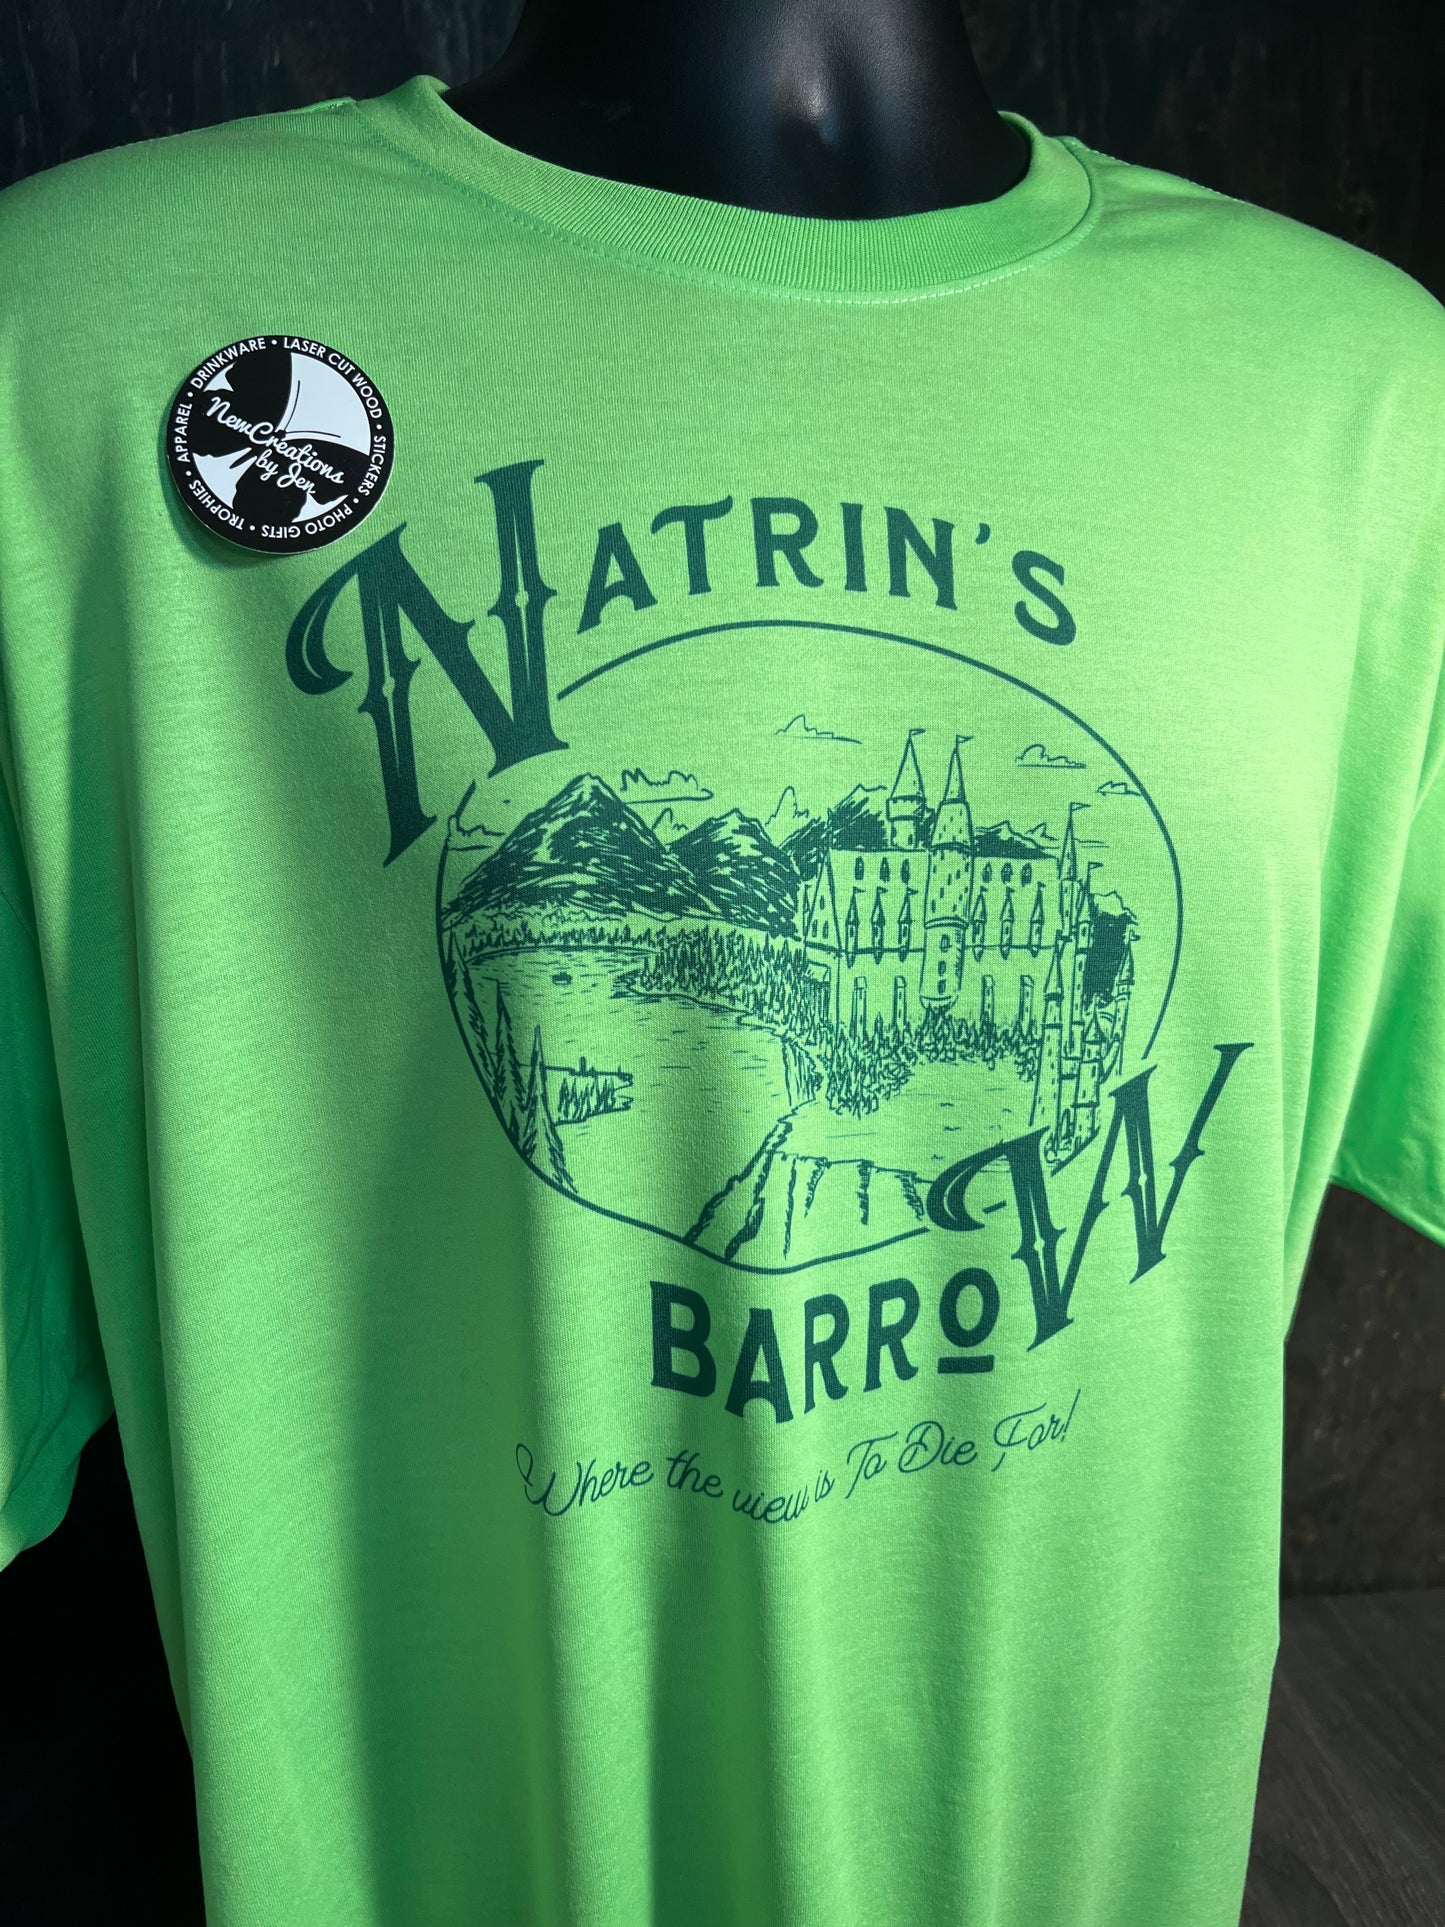 DRINKWARE • LASER CUT WOOD • STICKERS • PHOTO GIFTS • TROPHIES • APPAREL •
NewCreations
by Jen
NATRIN'S
BARROW
Where the view is To Die For!